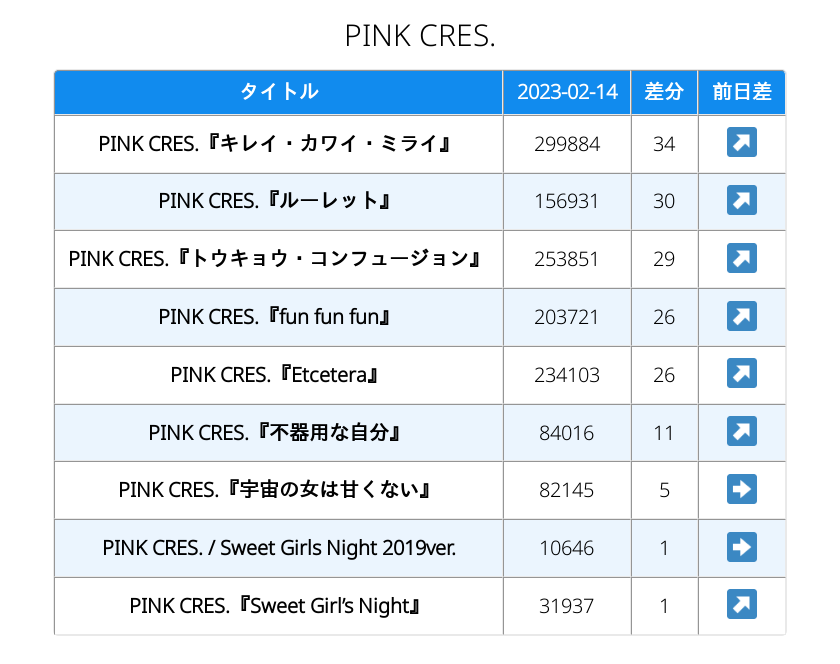 PINK CRES.
タイトル 2023-02-14 差分 前日差
PINK CRES.『キレイ・カワイ・ミライ』 299884 34 ↗
PINK CRES.『ルーレット』 156931 30 ↗
PINK CRES.『トウキョウ・コンフュージョン』 253851 29 ↗
PINK CRES.『fun fun fun』 203721 26 ↗
PINK CRES.『Etcetera』 234103 26 ↗
PINK CRES.『不器用な自分』 84016 11 ↗
PINK CRES.『宇宙の女は甘くない』 82145 5 ➡
PINK CRES. / Sweet Girls Night 2019ver. 10646 1 ➡
PINK CRES.『Sweet Girl’s Night』 31937 1 ↗